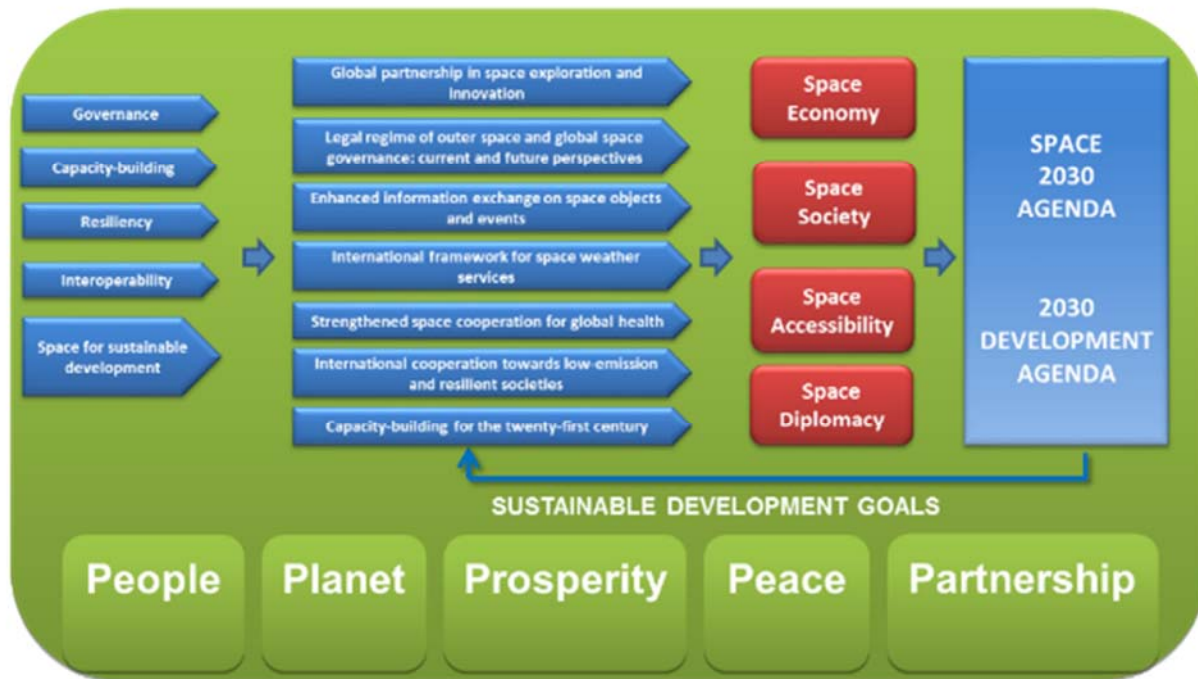 Governance
Capacity-building
Resiliency
Interoperability
Space for sustainable
development
Global partnership in space exploration and
innovation
Legal regime of outer space and global space
governance: current and future perspectives
Enhanced information exchange on space objects
and events
International framework for space weather
services
Strengthened space cooperation for global health
International cooperation towards low-emission
and resilient societies
Capacity-building for the twenty-first century
Space
Economy
Space
Society
Space
Accessibility
Space
Diplomacy
SPACE
2030
AGENDA
2030
DEVELOPMENT
AGENDA
SUSTAINABLE DEVELOPMENT GOALS
People
Planet
Prosperity
Peace
Partnership